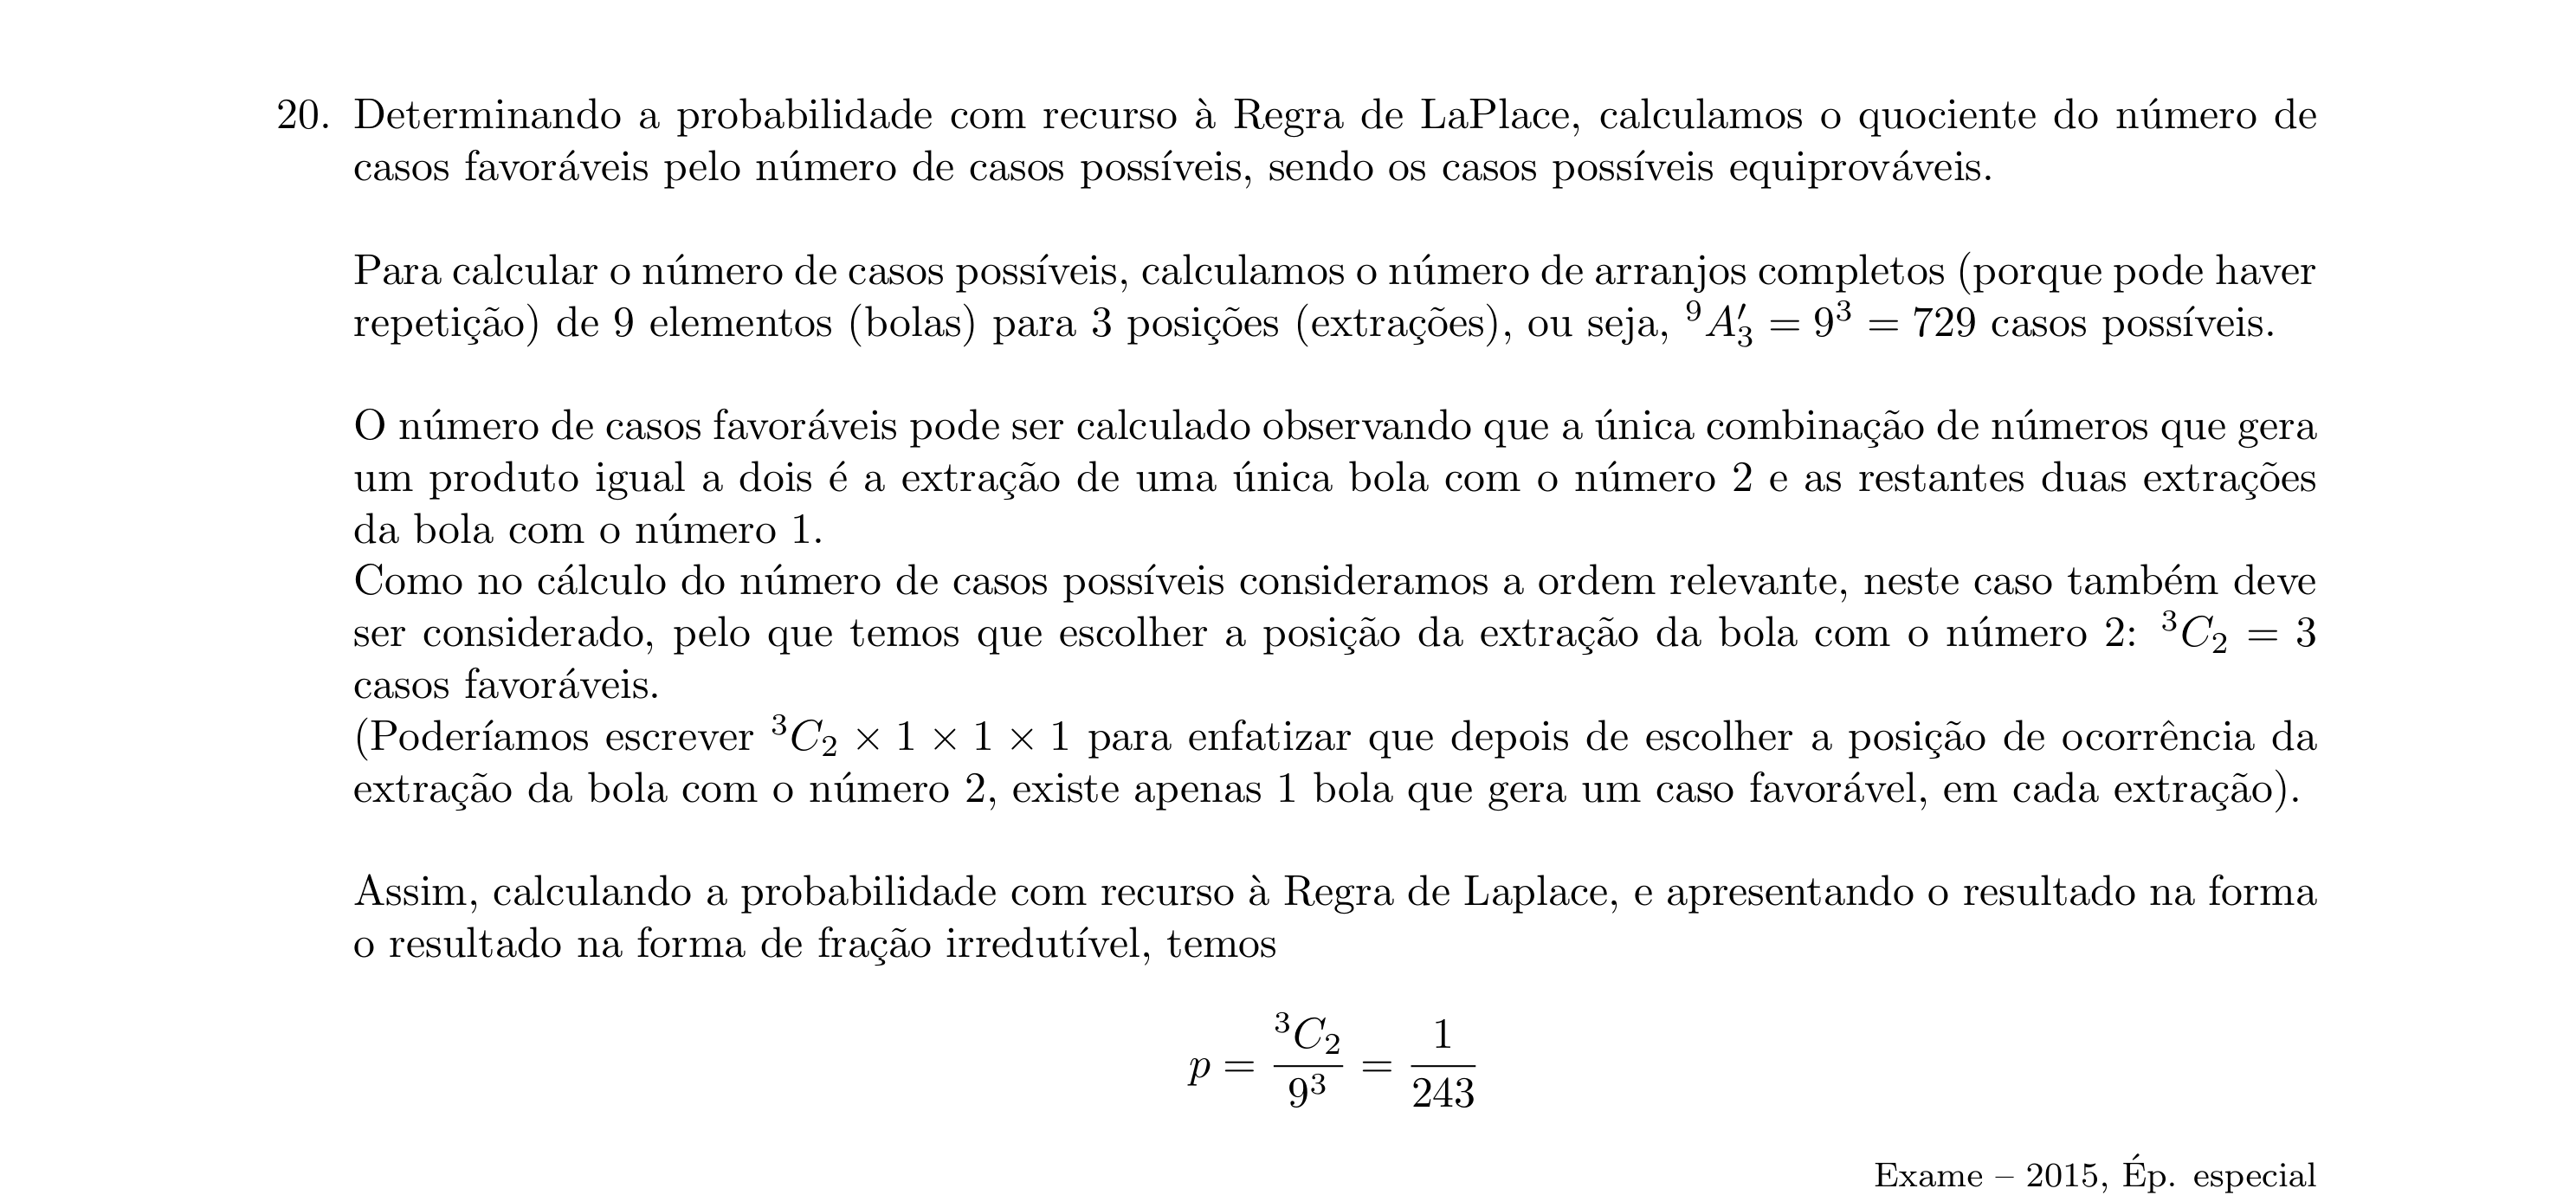 20. Determinando a probabilidade com recurso à Regra de LaPlace, calculamos o quociente do número de
casos favoráveis pelo número de casos possíveis, sendo os casos possíveis equiprováveis.
Para calcular o número de casos possíveis, calculamos o número de arranjos completos (porque pode haver
repetição) de 9 elementos (bolas) para 3 posições (extrações), ou seja, $^9A'_3 = 9^3 = 729$ casos possíveis.
O número de casos favoráveis pode ser calculado observando que a única combinação de números que gera
um produto igual a dois é a extração de uma única bola com o número 2 e as restantes duas extrações
da bola com o número 1.
Como no cálculo do número de casos possíveis consideramos a ordem relevante, neste caso também deve
ser considerado, pelo que temos que escolher a posição da extração da bola com o número 2: $^3C_2 = 3$
casos favoráveis.
(Poderíamos escrever $^3C_2 \times 1 \times 1 \times 1$ para enfatizar que depois de escolher a posição de ocorrência da
extração da bola com o número 2, existe apenas 1 bola que gera um caso favorável, em cada extração).
Assim, calculando a probabilidade com recurso à Regra de Laplace, e apresentando o resultado na forma
o resultado na forma de fração irredutível, temos
$p = \frac{^3C_2}{9^3} = \frac{1}{243}$
Exame – 2015, Ép. especial